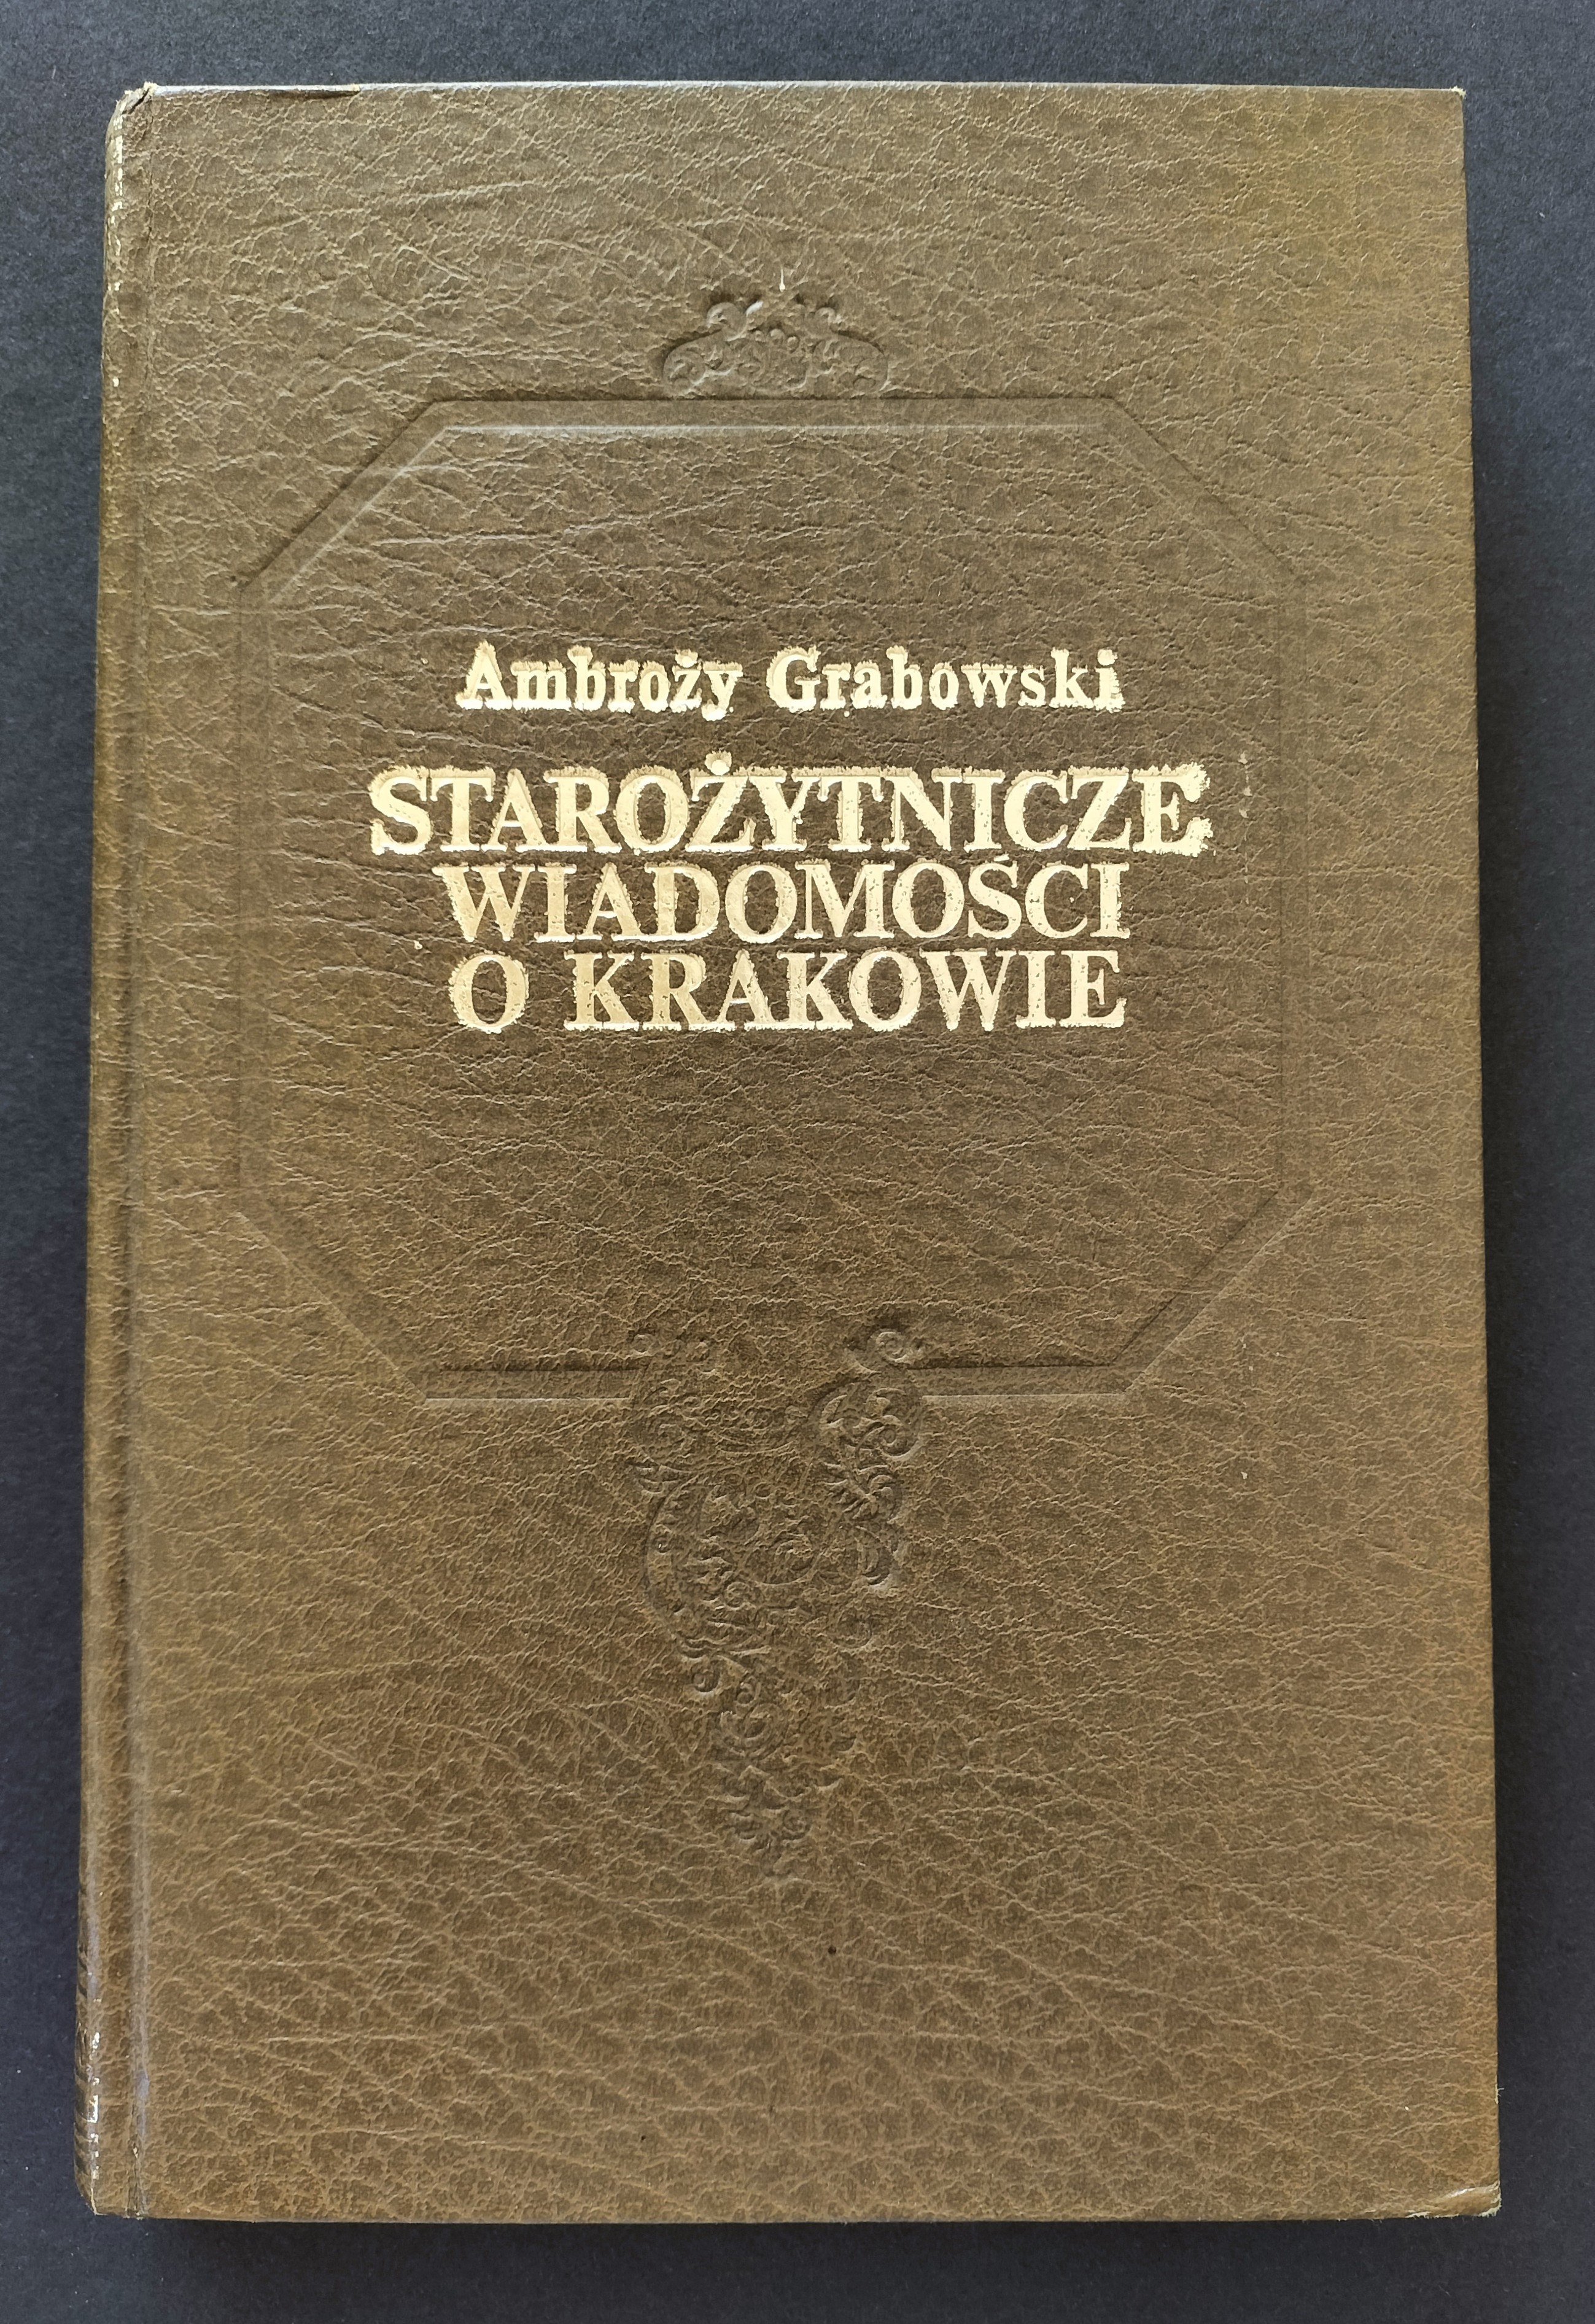 Ambroży Grabowski
STAROŻYTNICZE
WIADOMOŚCI
O KRAKOWIE